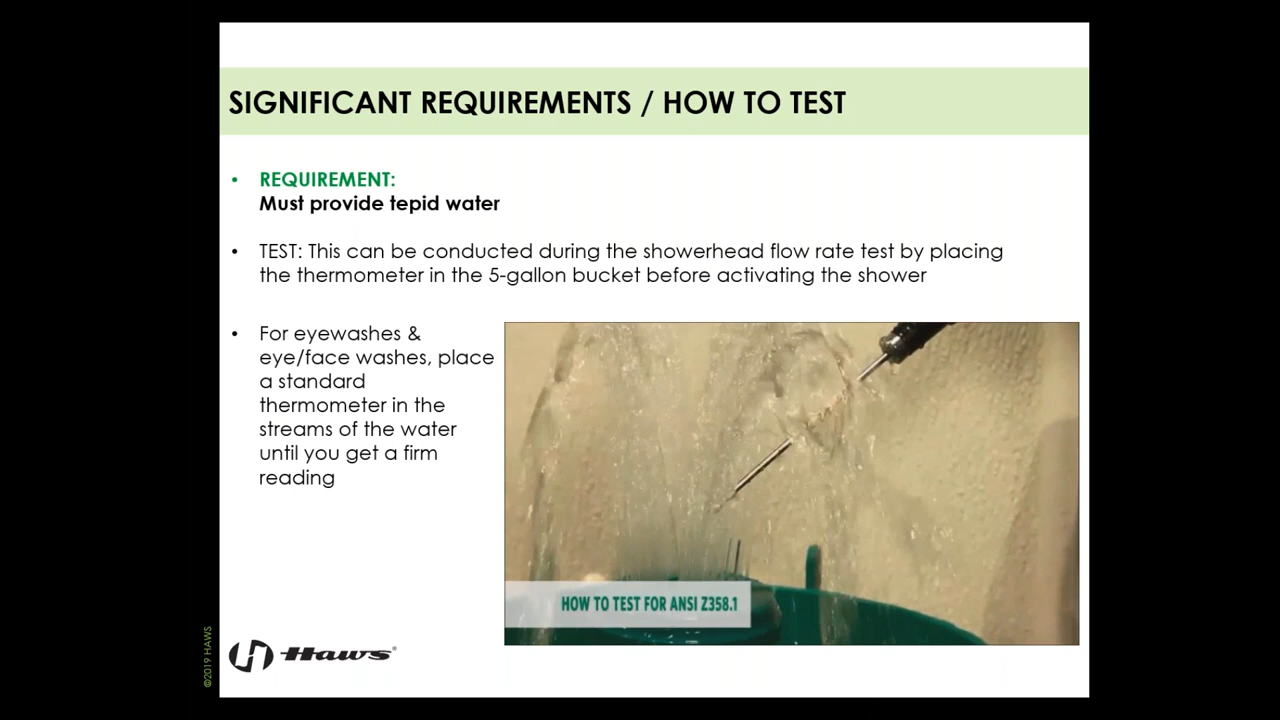 SIGNIFICANT REQUIREMENTS / HOW TO TEST
• REQUIREMENT:
Must provide tepid water
• TEST: This can be conducted during the showerhead flow rate test by placing
the thermometer in the 5-gallon bucket before activating the shower
• For eyewashes &
eye/face washes, place
a standard
thermometer in the
streams of the water
until you get a firm
reading
HOW TO TEST FOR ANSI Z358.1
Haws®
©2019 HAWS